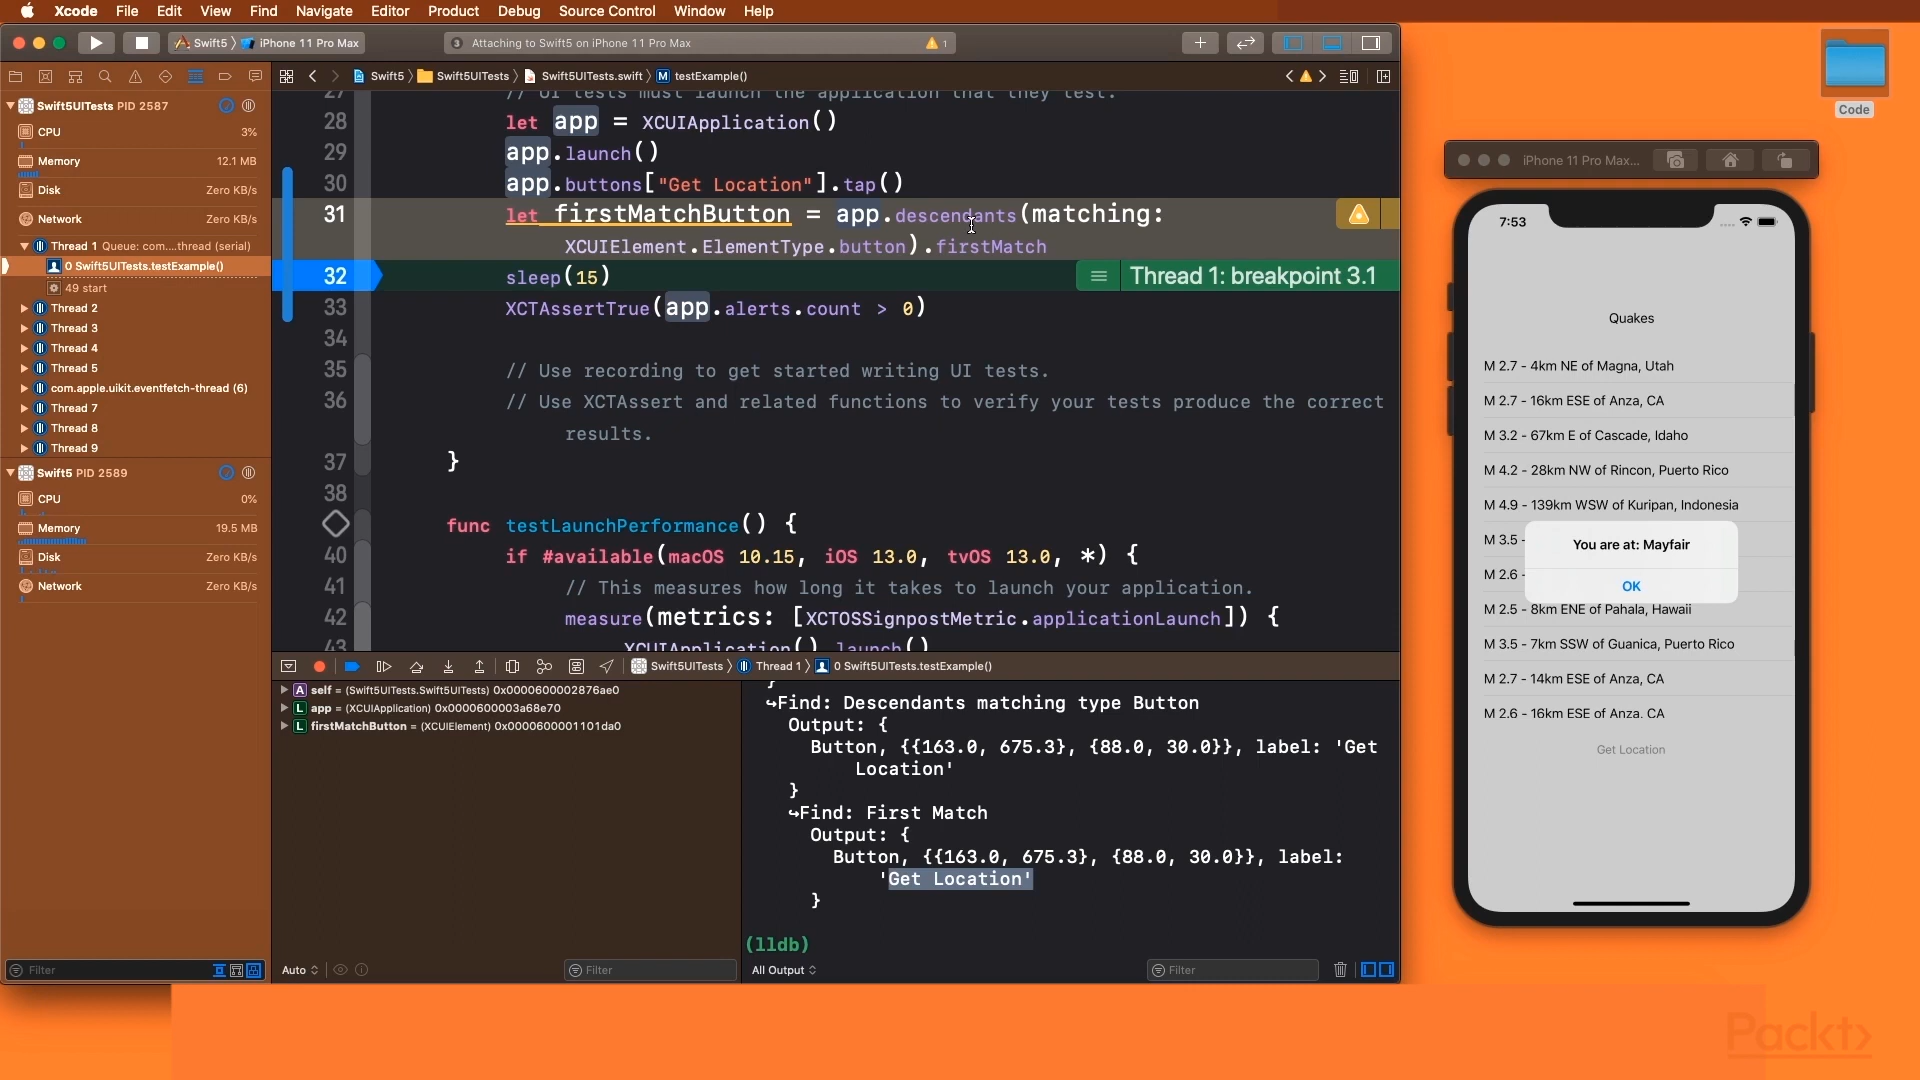 Xcode File Edit View Find Navigate Editor Product Debug Source Control Window Help
Swift5 iPhone 11 Pro Max
3 Attaching to Swift5 on iPhone 11 Pro Max 1
Code
Swift5 Swift5UITests Swift5UITests.swift M testExample()
Swift5UITests PID 2587
CPU 3%
Memory 12.1 MB
Disk Zero KB/s
Network Zero KB/s
Thread 1 Queue: com....thread (serial)
0 Swift5UITests.testExample()
49 start
Thread 2
Thread 3
Thread 4
Thread 5
com.apple.uikit.eventfetch-thread (6)
Thread 7
Thread 8
Thread 9
Swift5 PID 2589
CPU 0%
Memory 19.5 MB
Disk Zero KB/s
Network Zero KB/s
Filter
27 // UI tests must launch the application that they test.
28 let app = XCUIApplication()
29 app.launch()
30 app.buttons["Get Location"].tap()
31 let firstMatchButton = app.descendants(matching:
XCUIElement.ElementType.button).firstMatch
32 sleep(15) Thread 1: breakpoint 3.1
33 XCTAssertTrue(app.alerts.count > 0)
34
35 // Use recording to get started writing UI tests.
36 // Use XCTAssert and related functions to verify your tests produce the correct
results.
37 }
38
func testLaunchPerformance() {
40 if #available(macOS 10.15, iOS 13.0, tvOS 13.0, *) {
41 // This measures how long it takes to launch your application.
42 measure(metrics: [XCTOSSignpostMetric.applicationLaunch]) {
43 XCUIApplication().launch()
Swift5UITests Thread 1 0 Swift5UITests.testExample()
A self = (Swift5UITests.Swift5UITests) 0x0000600002876ae0
L app = (XCUIApplication) 0x0000600003a68e70
L firstMatchButton = (XCUIElement) 0x0000600001101da0
Auto Filter
}
↪Find: Descendants matching type Button
Output: {
Button, {{163.0, 675.3}, {88.0, 30.0}}, label: 'Get
Location'
}
↪Find: First Match
Output: {
Button, {{163.0, 675.3}, {88.0, 30.0}}, label:
'Get Location'
}
(lldb)
All Output Filter
iPhone 11 Pro Max...
7:53
Quakes
M 2.7 - 4km NE of Magna, Utah
M 2.7 - 16km ESE of Anza, CA
M 3.2 - 67km E of Cascade, Idaho
M 4.2 - 28km NW of Rincon, Puerto Rico
M 4.9 - 139km WSW of Kuripan, Indonesia
M 3.5 -
You are at: Mayfair
M 2.6 -
OK
M 2.5 - 8km ENE of Pahala, Hawaii
M 3.5 - 7km SSW of Guanica, Puerto Rico
M 2.7 - 14km ESE of Anza, CA
M 2.6 - 16km ESE of Anza, CA
Get Location
Packt>